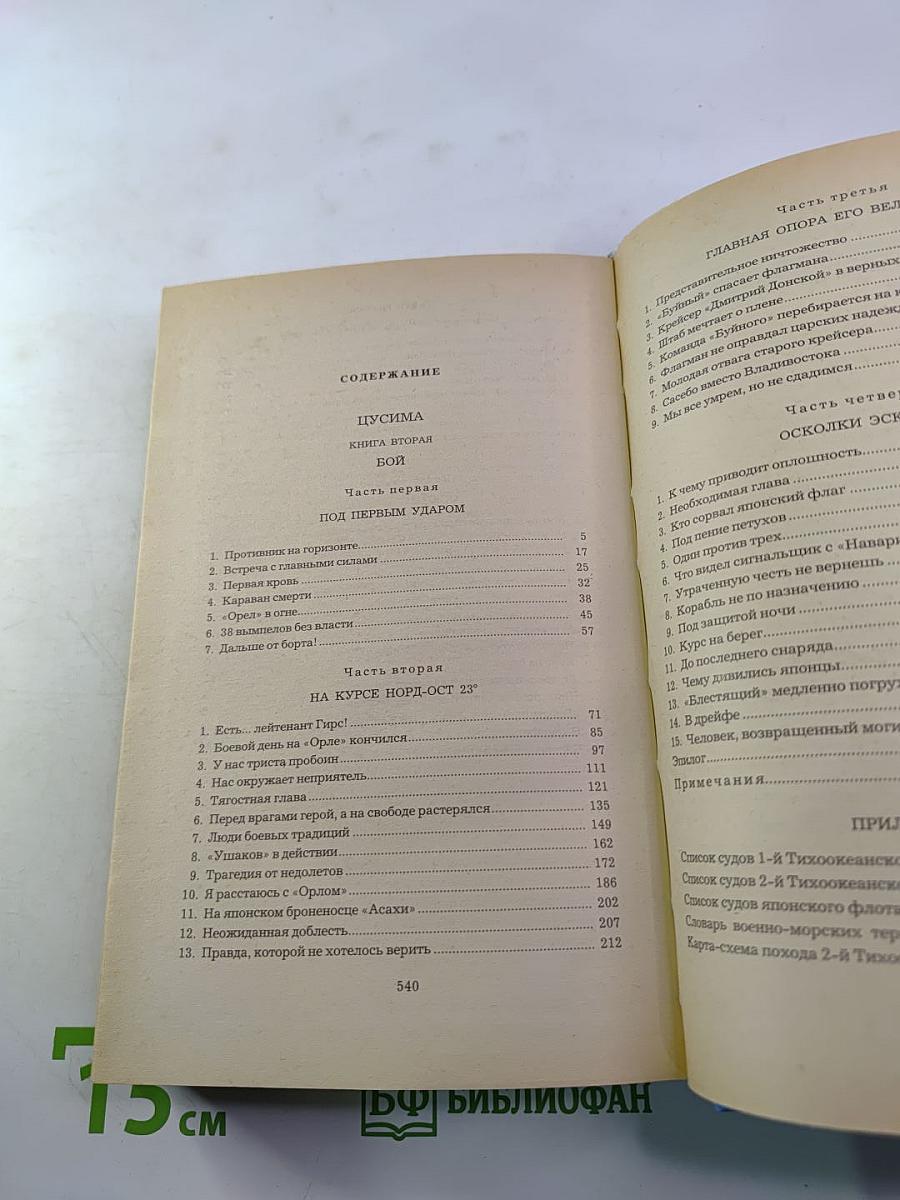 СОДЕРЖАНИЕ
ЦУСИМА
КНИГА ВТОРАЯ
БОЙ
Часть первая
ПОД ПЕРВЫМ УДАРОМ
1. Противник на горизонте 5
2. Встреча с главными силами 17
3. Первая кровь 25
4. Караван смерти 32
5. «Орел» в огне 38
6. 38 вымпелов без власти 45
7. Дальше от борта! 57
Часть вторая
НА КУРСЕ НОРД-ОСТ 23°
1. Есть... лейтенант Гирс! 71
2. Боевой день на «Орле» кончился 85
3. У нас триста пробоин 97
4. Нас окружает неприятель 111
5. Тягостная глава 121
6. Перед врагами герой, а на свободе растерялся 135
7. Люди боевых традиций 149
8. «Ушаков» в действии 162
9. Трагедия от недолетов 172
10. Я расстаюсь с «Орлом» 186
11. На японском броненосце «Асахи» 202
12. Неожиданная доблесть 207
13. Правда, которой не хотелось верить 212
540
Часть третья
ГЛАВНАЯ ОПОРА ЕГО
1. Представительное ничтожество
2. «Буйный» спасает флагмана
3. Крейсер «Дмитрий Донской» в верных
4. Штаб мечтает о плене
5. Команда «Буйного» перебирается на
6. Флагман не оправдал царских надежд
7. Молодая отвага старого крейсера
8. Сасебо вместо Владивостока
9. Мы все умрем, но не сдадимся
Часть
ОСКОЛКИ
1. К чему приводит оплошность
2. Необходимая глава
3. Кто сорвал японский флаг
4. Под пение петухов
5. Один против трех
6. Что видел сигнальщик с
7. Утраченную честь не вернешь
8. Корабль не по назначению
9. Под защитой ночи
10. Курс на берег
11. До последнего снаряда
12. Чему дивились японцы
13. «Блестящий» медленно
14. В дрейфе
15. Человек, возвращенный
Эпилог
Примечания
Список судов 1-й
Список судов 2-й
Список судов японского флота
Словарь военно-морских
Карта-схема похода 2-й
15 СМ
БФ БИБЛИОФАН